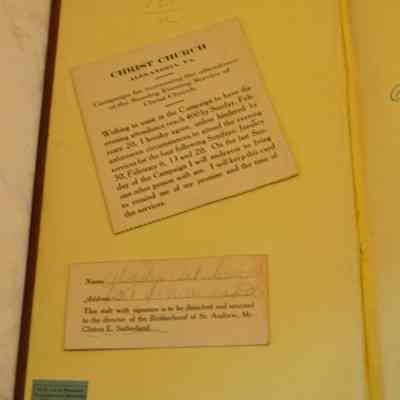 CHRIST CHURCH
ALEXANDRIA, VA.
Campaign for increasing the attendance
of the Sunday Evening Service of
Christ Church.
Wishing to assist in the Campaign to have the
evening attendance reach 400 by Sunday, Feb-
ruary 20, I hereby agree, unless hindered by
unforeseen circumstances, to attend the evening
services for the four following Sundays: January
30, February 6, 13 and 20. On the last Sun-
day of the Campaign I will endeavor to bring
one other person with me. I will keep this card
to remind me of my promise and the time of
the services.
Name
Address
This stub with signature is to be detached and returned
to the director of the Brotherhood of St. Andrew, Mr.
Clinton E. Sutherland.